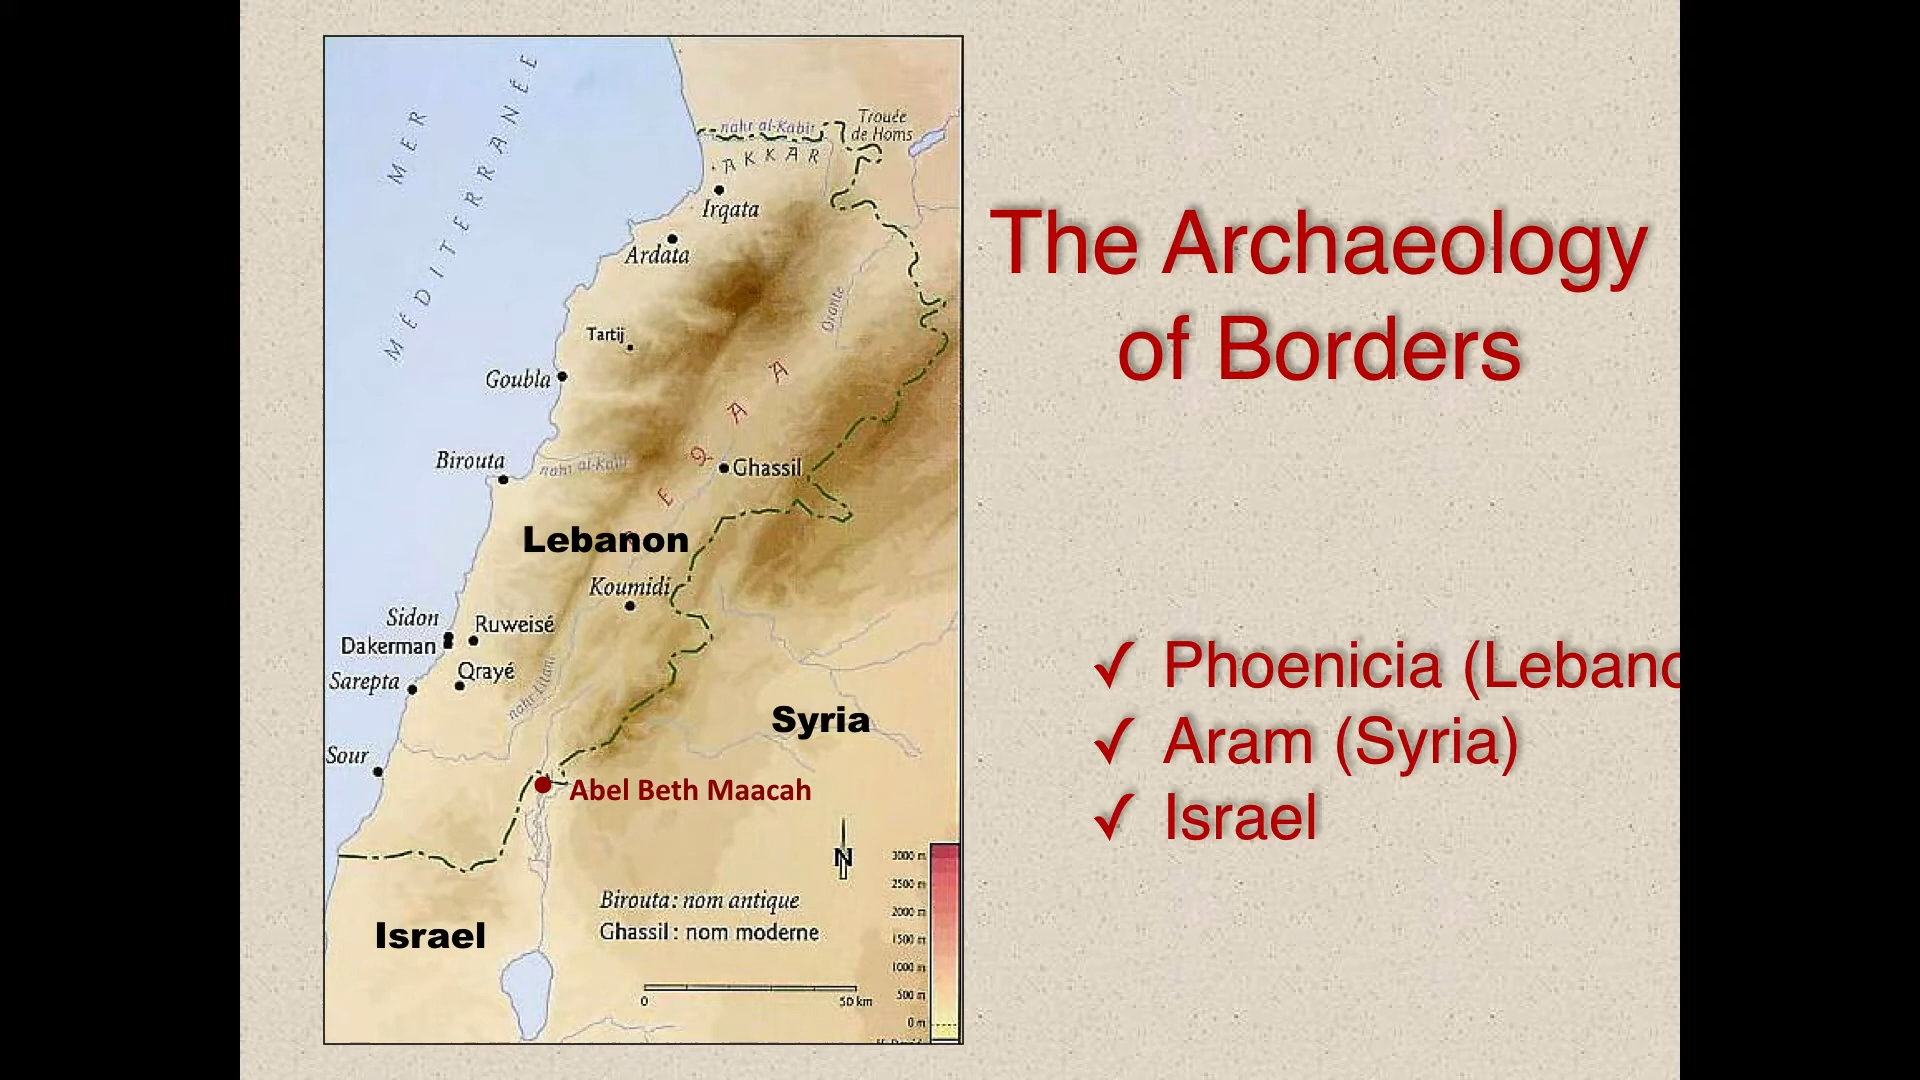 MER
MÉDITERRANÉE
nahr al-Kabir
Trouée
de Homs
AKKAR
Irqata
Ardata
Oronte
Tartij
Goubla
BEQAA
Birouta
nahr al-Kalb
Ghassil
Lebanon
Koumidi
Sidon
Ruweisé
Dakerman
Qrayé
Sarepta
nahr Litani
Syria
Sour
Abel Beth Maacah
N
Birouta: nom antique
Ghassil: nom moderne
Israel
0 50 km
3000 m
2500 m
2000 m
1500 m
1000 m
500 m
0 m
The Archaeology
of Borders
✓ Phoenicia (Lebano
✓ Aram (Syria)
✓ Israel